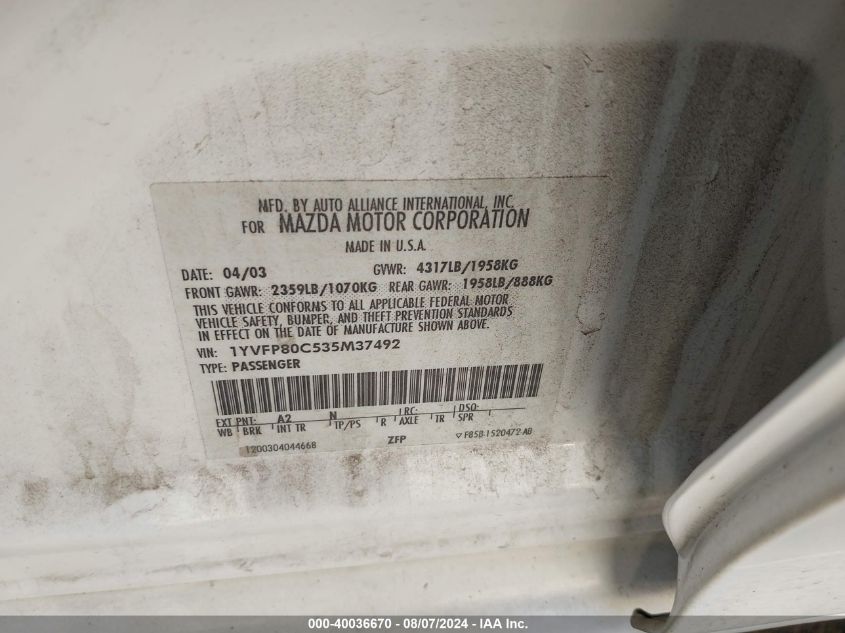 MFD. BY AUTO ALLIANCE INTERNATIONAL, INC.
FOR MAZDA MOTOR CORPORATION
MADE IN U.S.A.
DATE: 04/03 GVWR: 4317LB/1958KG
FRONT GAWR: 2359LB/1070KG REAR GAWR: 1958LB/888KG
THIS VEHICLE CONFORMS TO ALL APPLICABLE FEDERAL MOTOR
VEHICLE SAFETY, BUMPER, AND THEFT PREVENTION STANDARDS
IN EFFECT ON THE DATE OF MANUFACTURE SHOWN ABOVE.
VIN: 1YVFP80C535M37492
TYPE: PASSENGER
EXT PNT: A2 N RC: DSO:
WB BRK INT TR TP/PS R AXLE TR SPR
1200304044668 ZFP F85B-1520472-AB
000-40036670 - 08/07/2024 - IAA Inc.